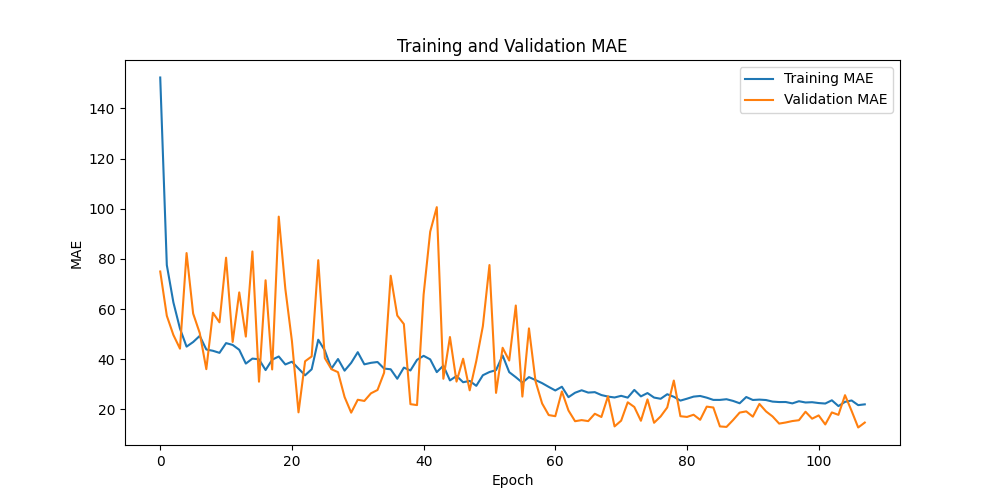 Training and Validation MAE
Training MAE
Validation MAE
MAE
140
120
100
80
60
40
20
0 20 40 60 80 100
Epoch